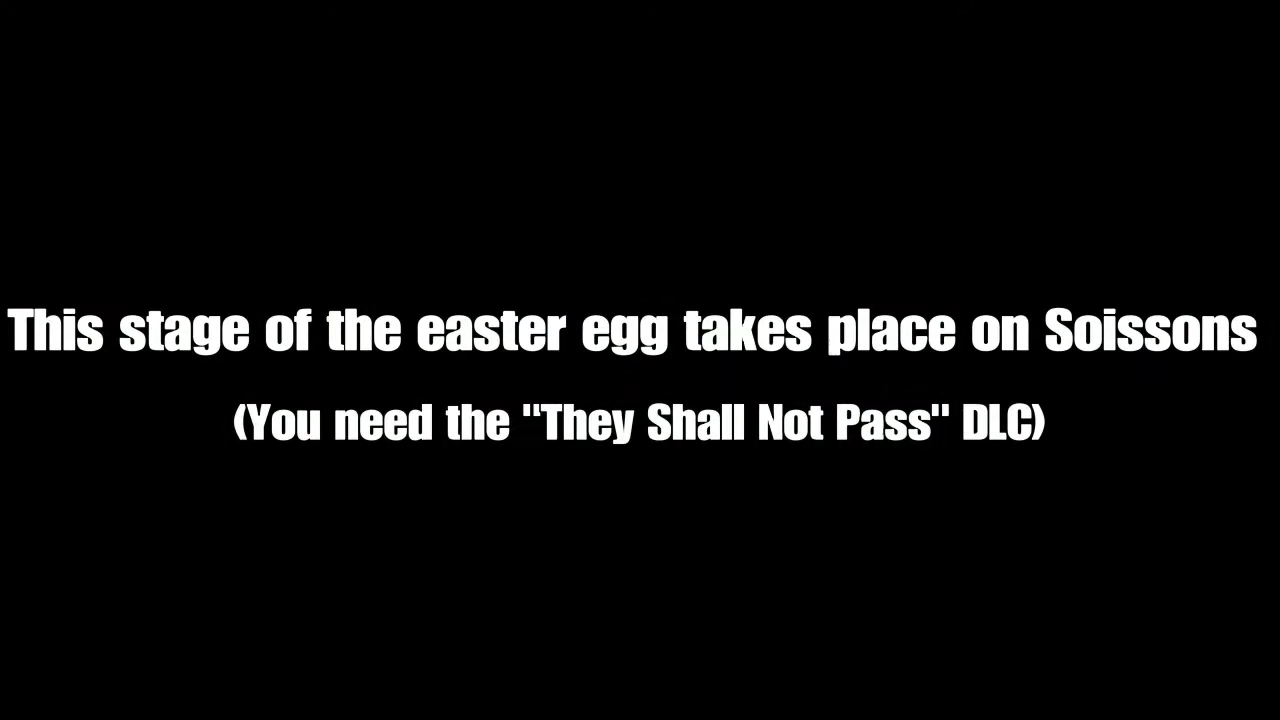 This stage of the easter egg takes place on Soissons
(You need the "They Shall Not Pass" DLC)